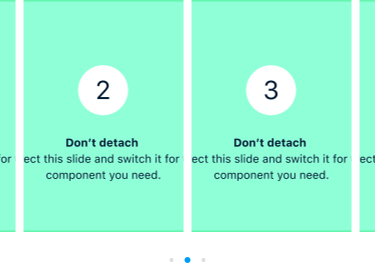 2
Don't detach
ect this slide and switch it for
component you need.
3
Don't detach
ect this slide and switch it for
component you need.
for
ect